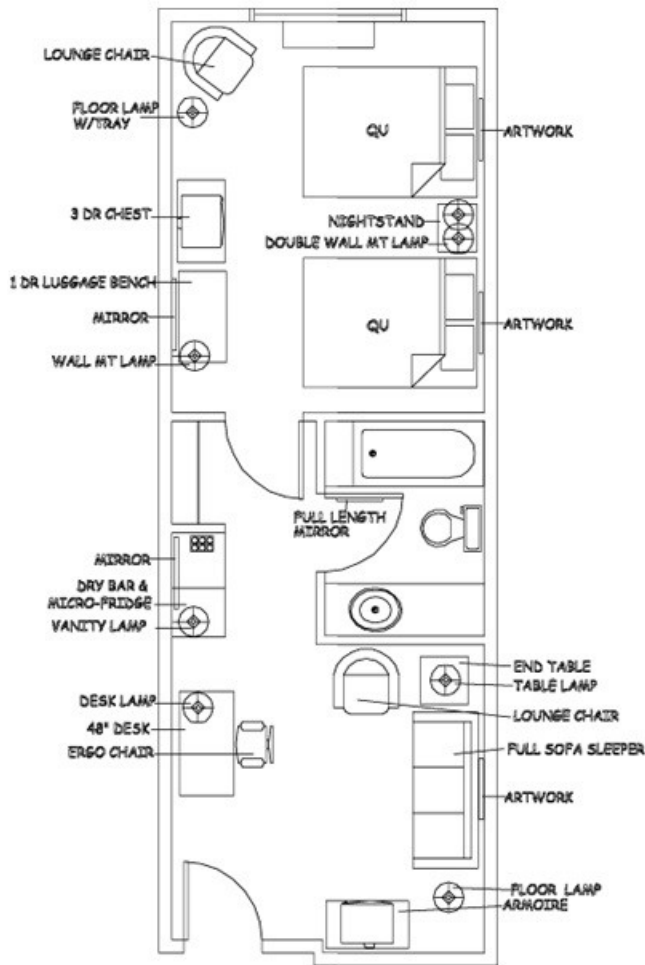 LOUNGE CHAIR
FLOOR LAMP
W/TRAY
QU
ARTWORK
3 DR CHEST
NIGHTSTAND
DOUBLE WALL MT LAMP
1 DR LUGGAGE BENCH
MIRROR
QU
ARTWORK
WALL MT LAMP
FULL LENGTH
MIRROR
MIRROR
DRY BAR &
MICRO-FRIDGE
VANITY LAMP
END TABLE
TABLE LAMP
DESK LAMP
LOUNGE CHAIR
48" DESK
ERGO CHAIR
FULL SOFA SLEEPER
ARTWORK
FLOOR LAMP
ARMOIRE